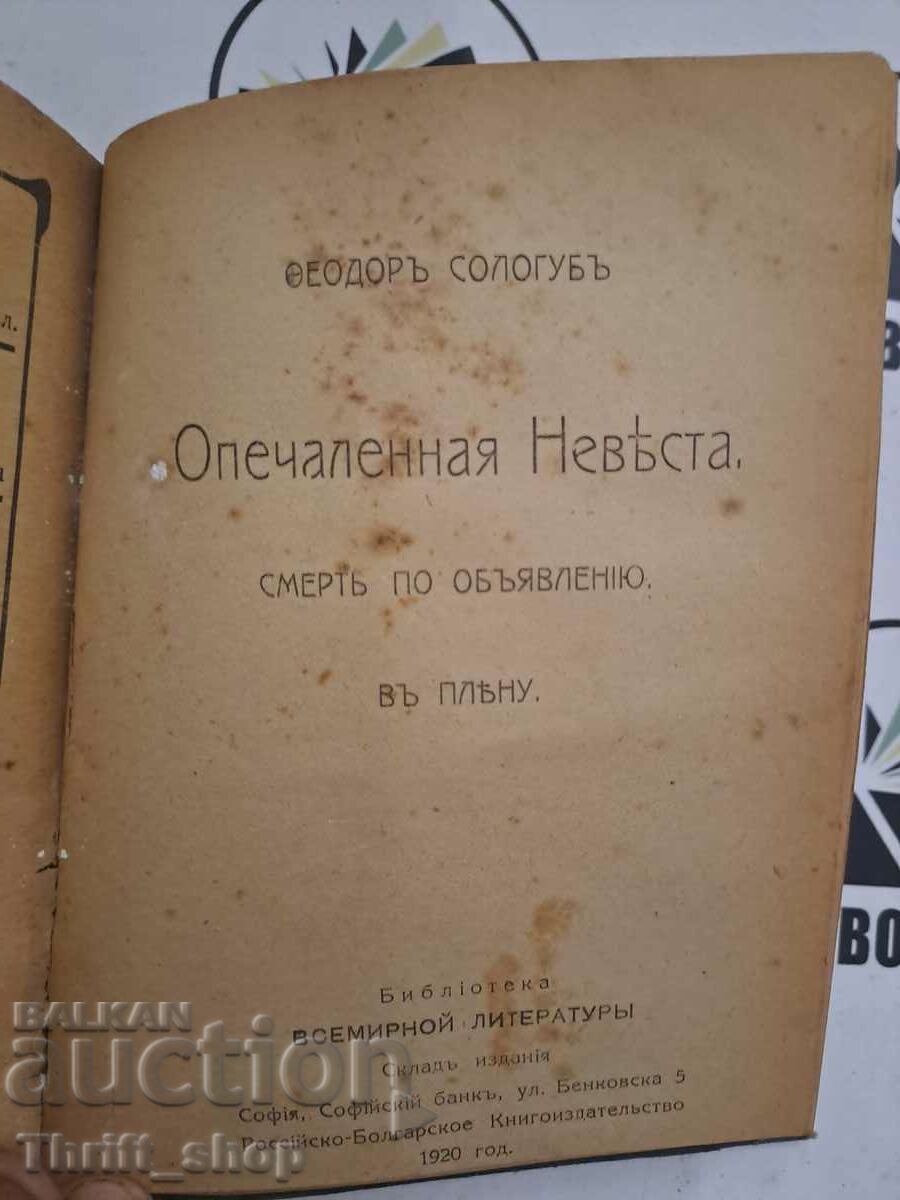 ѲЕОДОРЪ СОЛОГУБЪ
Опечаленная Невѣста.
СМЕРТЬ ПО ОБЪЯВЛЕНІЮ.
ВЪ ПЛѢНУ.
Библіотека
ВСЕМИРНОЙ ЛИТЕРАТУРЫ
Складъ изданія
Софія, Софійскій банкъ, ул. Бенковска 5
Россійско-Болгарское Книгоиздательство
1920 год.
BALKAN
auction
Thrift_shop
л.
а
В
ВО